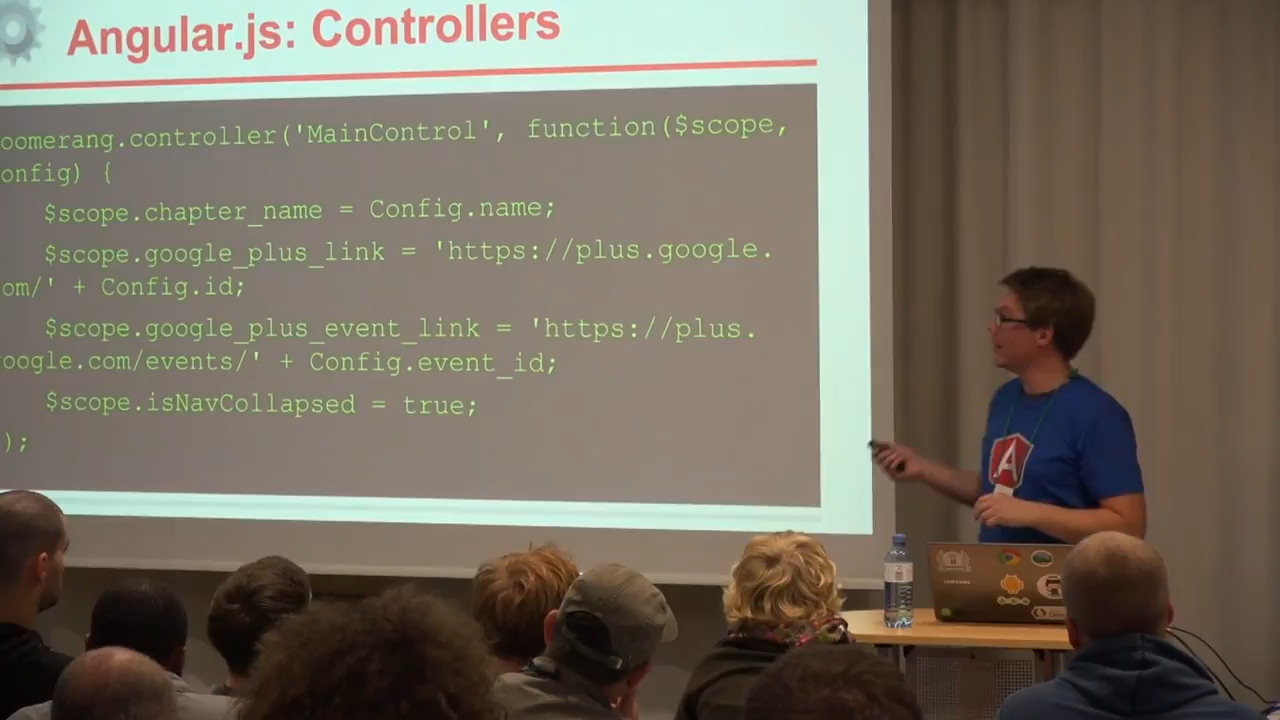 Angular.js: Controllers
oomerang.controller('MainControl', function($scope,
onfig) {
$scope.chapter_name = Config.name;
$scope.google_plus_link = 'https://plus.google.
om/' + Config.id;
$scope.google_plus_event_link = 'https://plus.
oogle.com/events/' + Config.event_id;
$scope.isNavCollapsed = true;
);
A